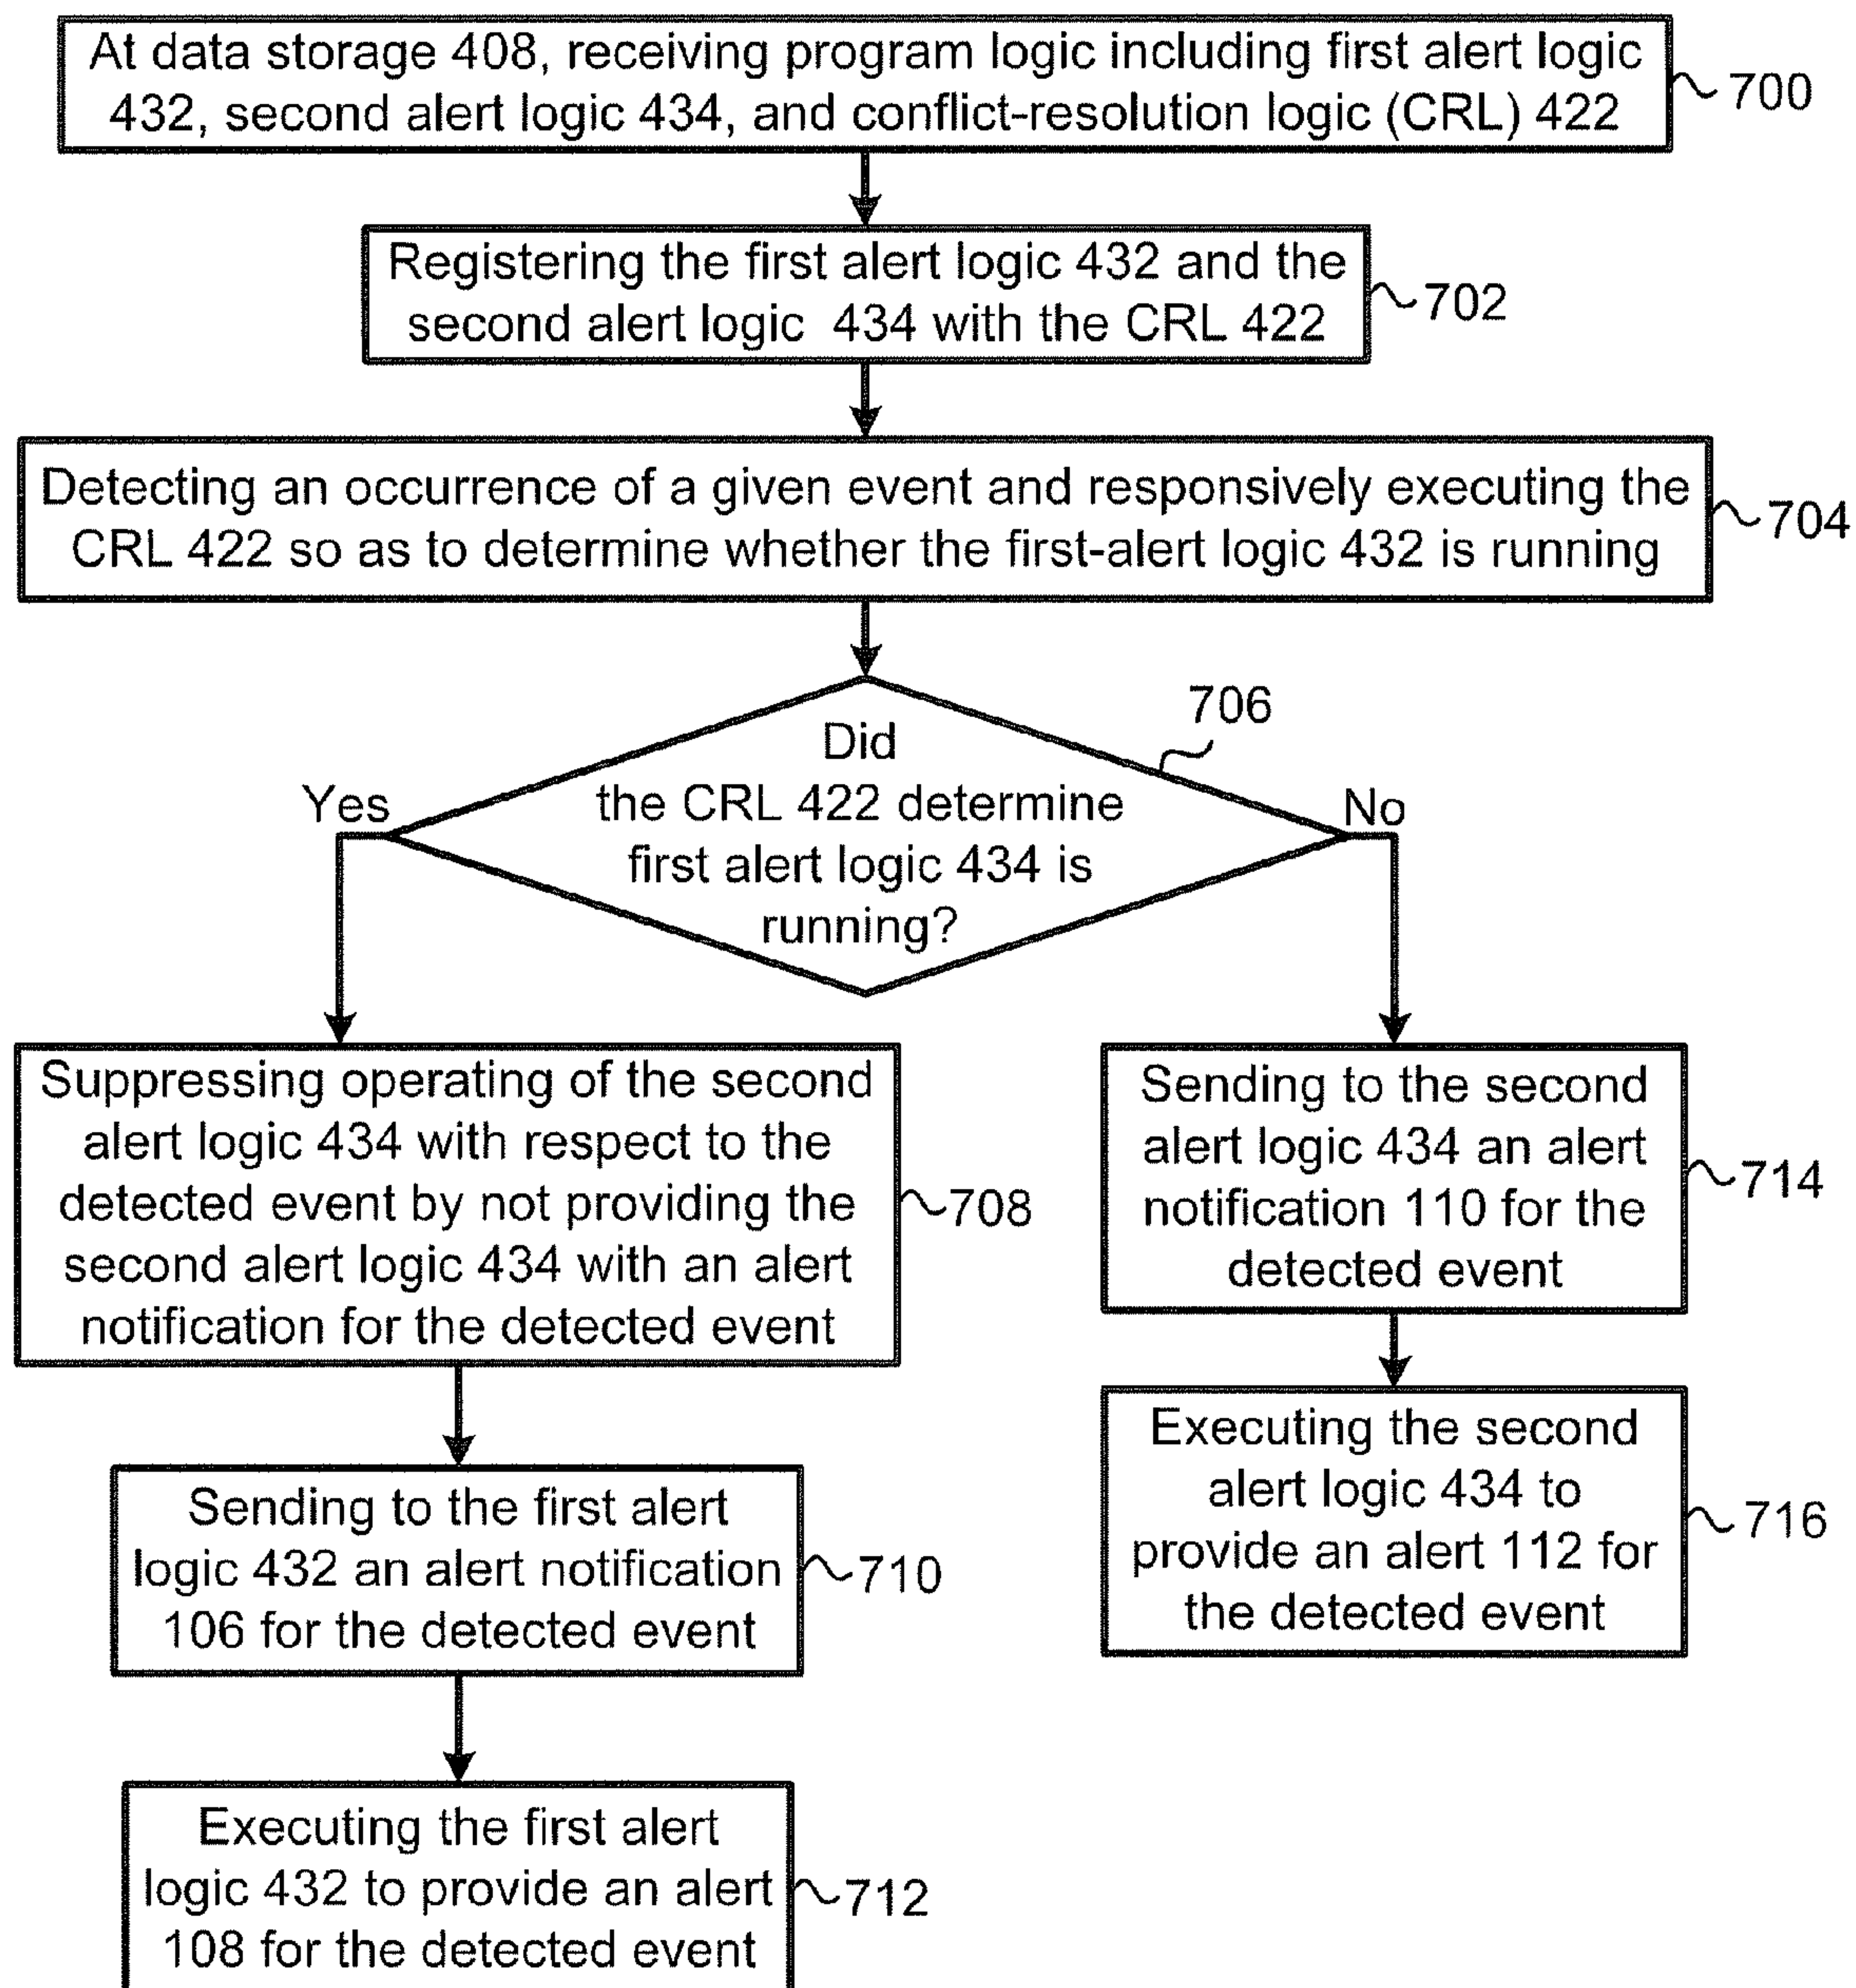 At data storage 408, receiving program logic including first alert logic
432, second alert logic 434, and conflict-resolution logic (CRL) 422
700
Registering the first alert logic 432 and the
second alert logic 434 with the CRL 422
702
Detecting an occurrence of a given event and responsively executing the
CRL 422 so as to determine whether the first-alert logic 432 is running
704
706
Did
the CRL 422 determine
first alert logic 434 is
running?
Yes
No
Suppressing operating of the second
alert logic 434 with respect to the
detected event by not providing the
second alert logic 434 with an alert
notification for the detected event
708
Sending to the first alert
logic 432 an alert notification
106 for the detected event
710
Executing the first alert
logic 432 to provide an alert
108 for the detected event
712
Sending to the second
alert logic 434 an alert
notification 110 for the
detected event
714
Executing the second
alert logic 434 to
provide an alert 112 for
the detected event
716